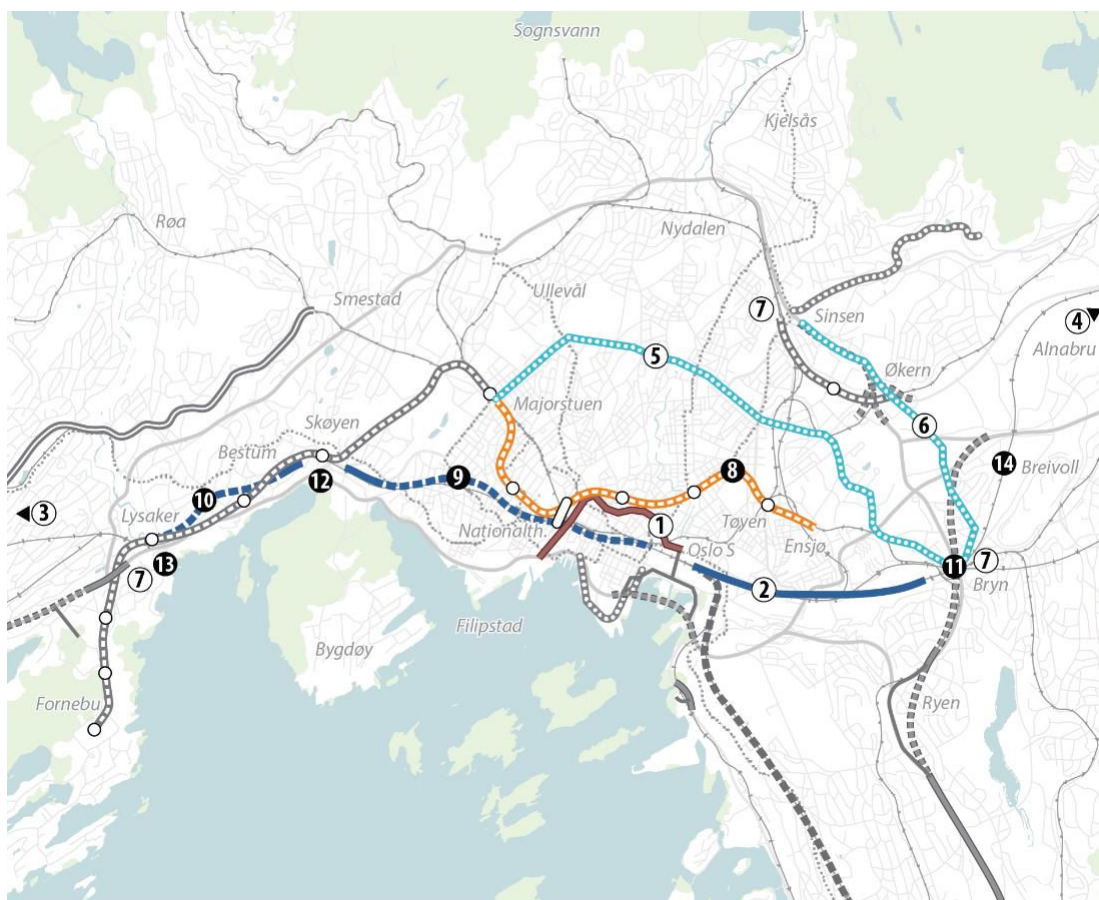 Sognsvann
Kjelsås
Røa
Nydalen
Ullevål
Smestad
7
Sinsen
4
Alnabru
5
Økern
Majorstuen
Skøyen
6
Bestum
14
Breivoll
8
9
12
10
3
Lysaker
Nationalth.
1
Tøyen
Ensjø
Oslo S
13
7
11
7
Bryn
2
Filipstad
Bygdøy
Fornebu
Ryen